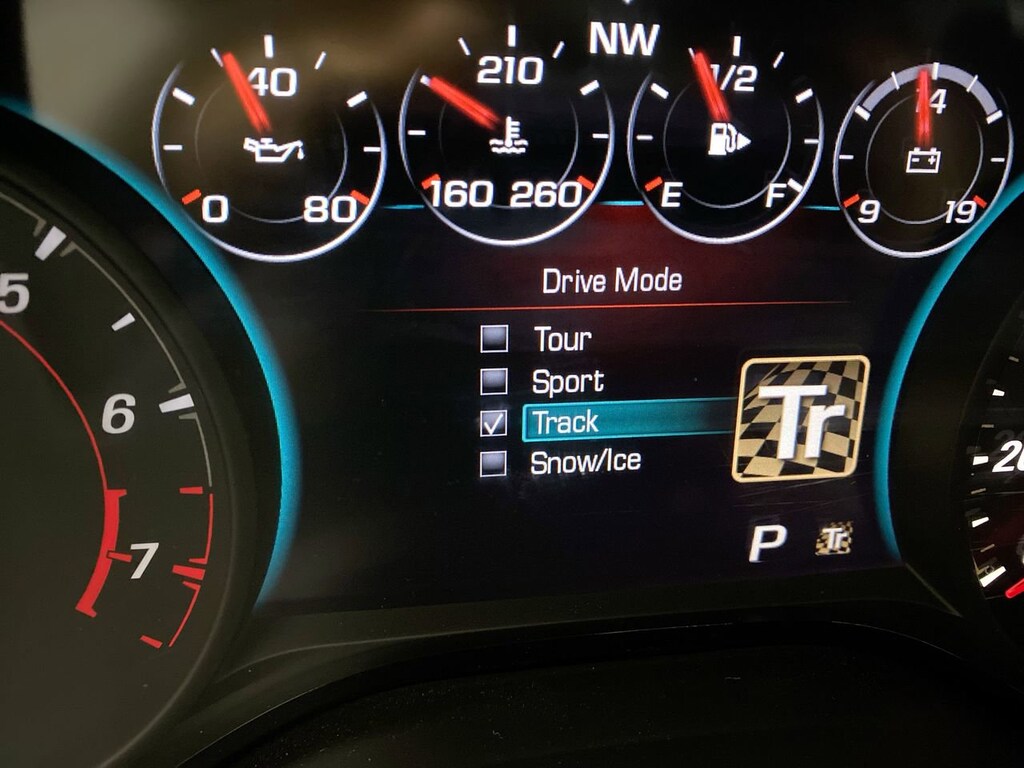 NW
40
0 80
210
160 260
1/2
E F
14
9 19
Drive Mode
Tour
Sport
Track
Snow/Ice
Tr
P Tr
5
6
7